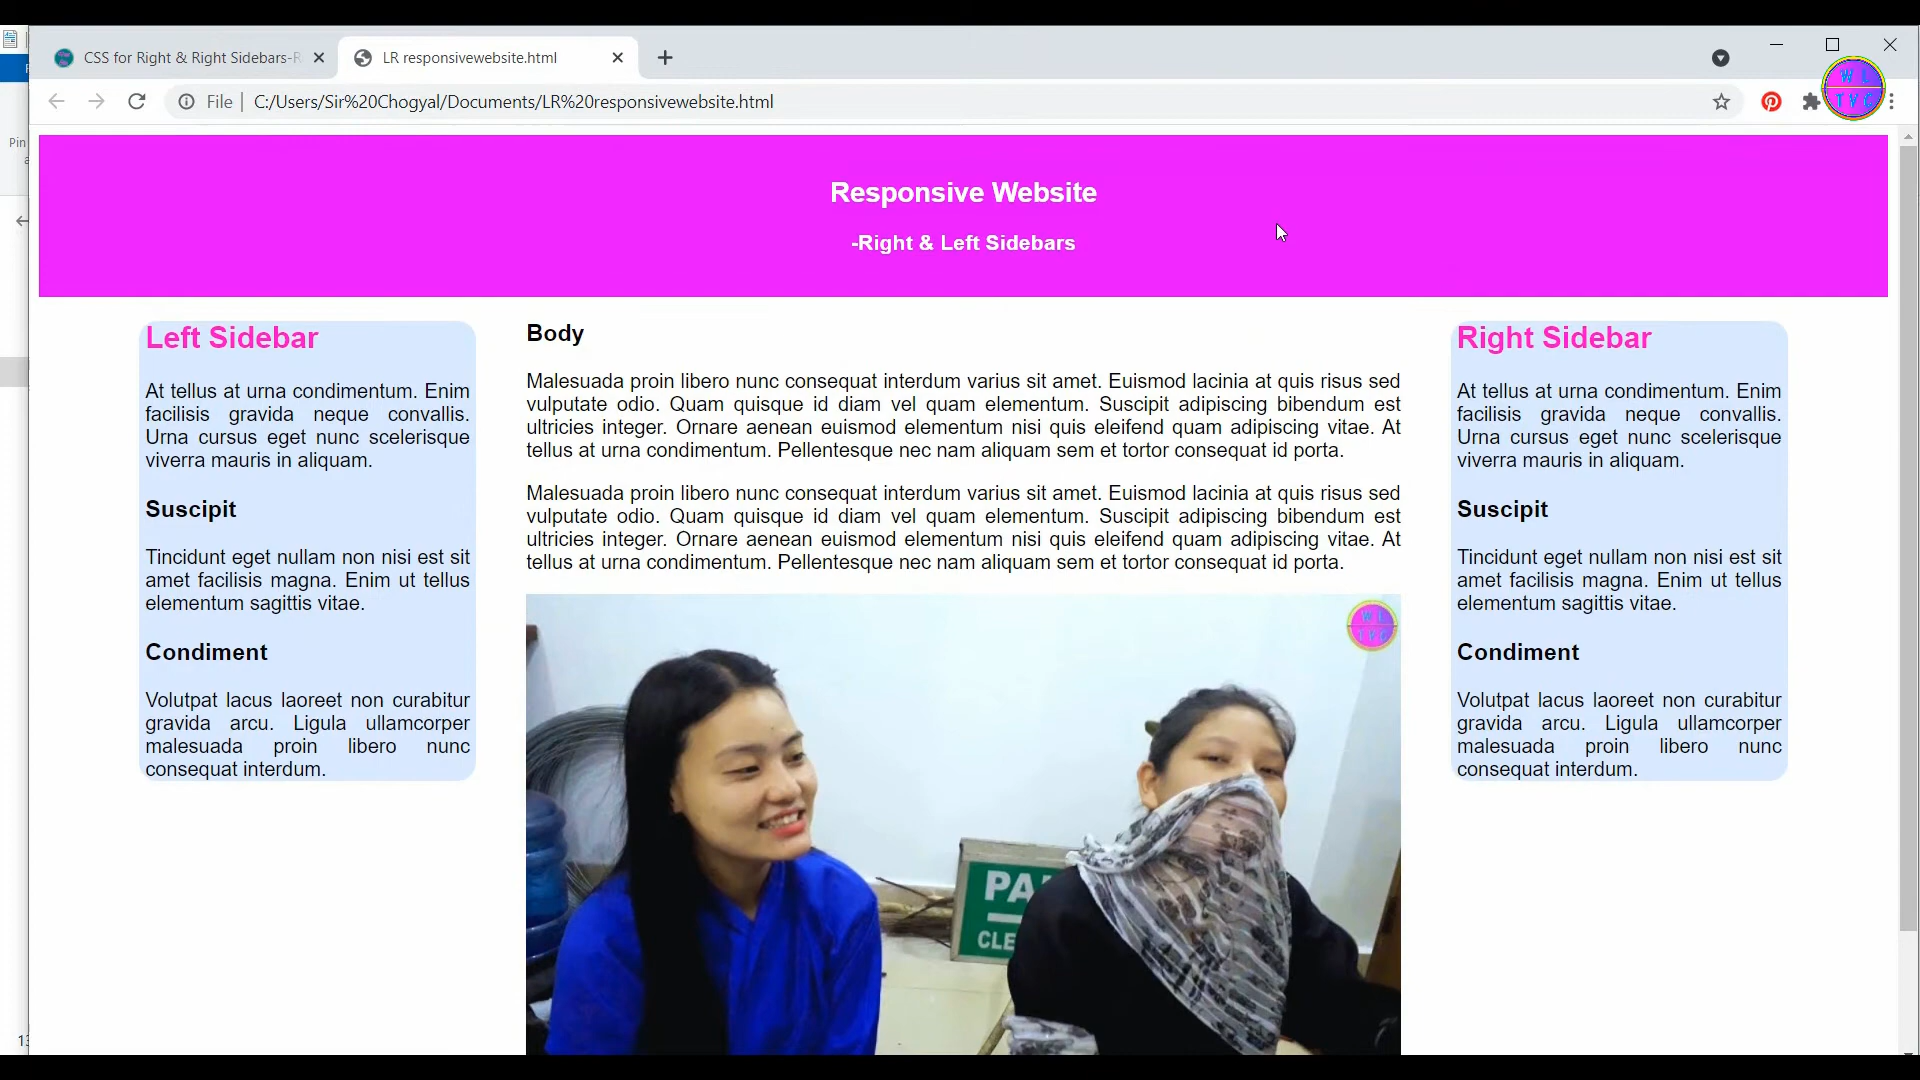 CSS for Right & Right Sidebars-R
LR responsivewebsite.html
File
C:/Users/Sir%20Chogyal/Documents/LR%20responsivewebsite.html
W L
T V C
Pin
Responsive Website
-Right & Left Sidebars
Left Sidebar
At tellus at urna condimentum. Enim
facilisis gravida neque convallis.
Urna cursus eget nunc scelerisque
viverra mauris in aliquam.
Suscipit
Tincidunt eget nullam non nisi est sit
amet facilisis magna. Enim ut tellus
elementum sagittis vitae.
Condiment
Volutpat lacus laoreet non curabitur
gravida arcu. Ligula ullamcorper
malesuada proin libero nunc
consequat interdum.
Body
Malesuada proin libero nunc consequat interdum varius sit amet. Euismod lacinia at quis risus sed
vulputate odio. Quam quisque id diam vel quam elementum. Suscipit adipiscing bibendum est
ultricies integer. Ornare aenean euismod elementum nisi quis eleifend quam adipiscing vitae. At
tellus at urna condimentum. Pellentesque nec nam aliquam sem et tortor consequat id porta.
Malesuada proin libero nunc consequat interdum varius sit amet. Euismod lacinia at quis risus sed
vulputate odio. Quam quisque id diam vel quam elementum. Suscipit adipiscing bibendum est
ultricies integer. Ornare aenean euismod elementum nisi quis eleifend quam adipiscing vitae. At
tellus at urna condimentum. Pellentesque nec nam aliquam sem et tortor consequat id porta.
W L
T V C
PA
CLE
Right Sidebar
At tellus at urna condimentum. Enim
facilisis gravida neque convallis.
Urna cursus eget nunc scelerisque
viverra mauris in aliquam.
Suscipit
Tincidunt eget nullam non nisi est sit
amet facilisis magna. Enim ut tellus
elementum sagittis vitae.
Condiment
Volutpat lacus laoreet non curabitur
gravida arcu. Ligula ullamcorper
malesuada proin libero nunc
consequat interdum.